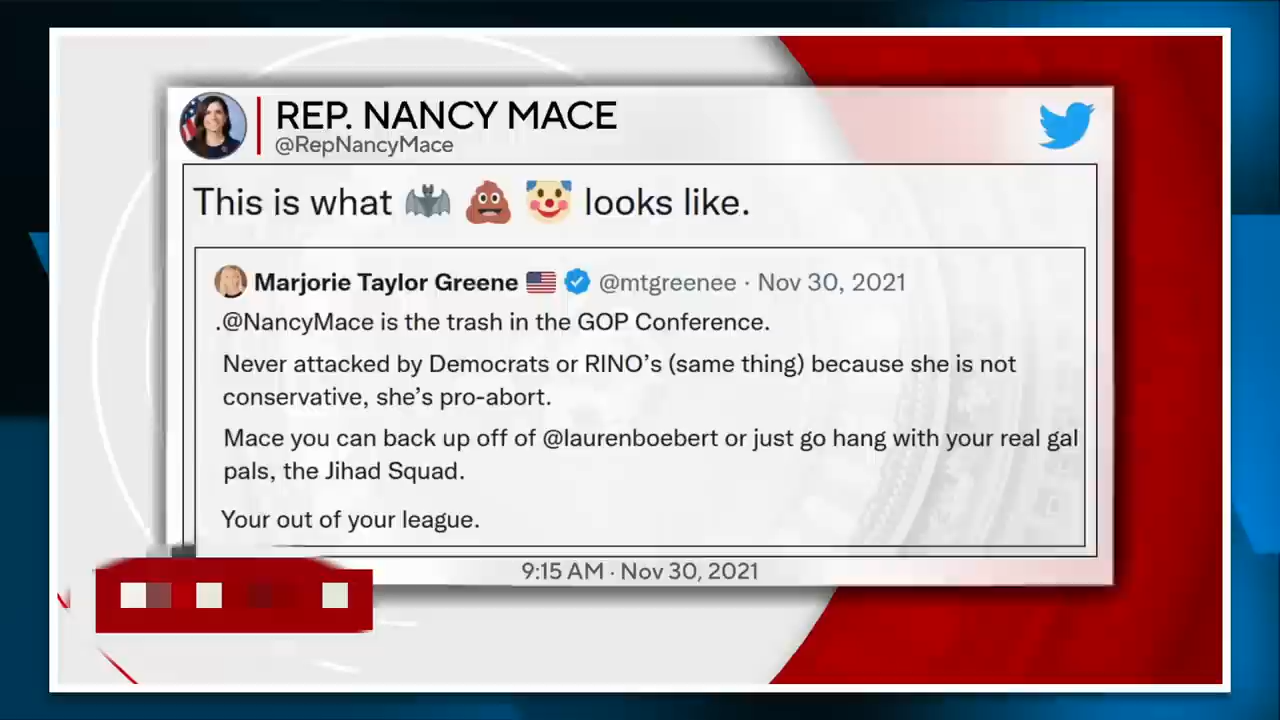 REP. NANCY MACE
@RepNancyMace
This is what 🦇 💩 🤡 looks like.
Marjorie Taylor Greene 🇺🇸 @mtgreenee · Nov 30, 2021
.@NancyMace is the trash in the GOP Conference.
Never attacked by Democrats or RINO’s (same thing) because she is not
conservative, she’s pro-abort.
Mace you can back up off of @laurenboebert or just go hang with your real gal
pals, the Jihad Squad.
Your out of your league.
9:15 AM · Nov 30, 2021